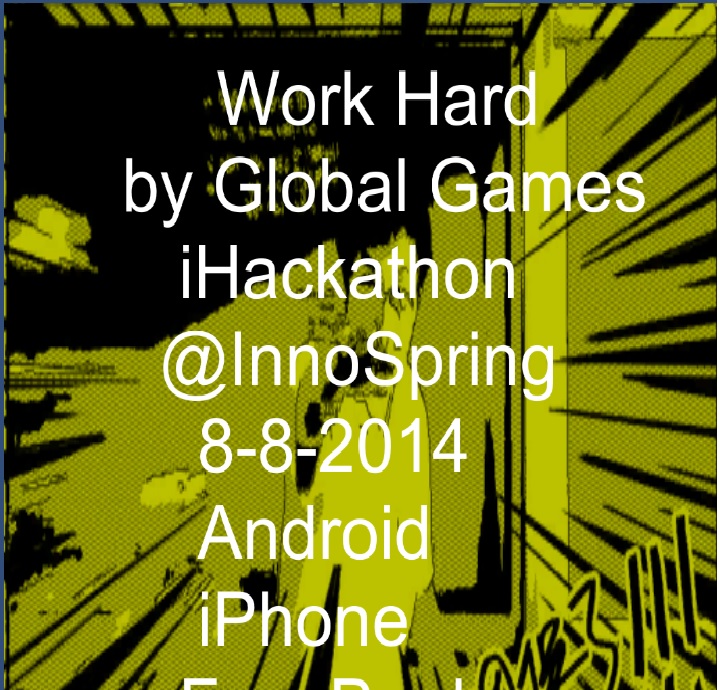 Work Hard
by Global Games
iHackathon
@InnoSpring
8-8-2014
Android
iPhone